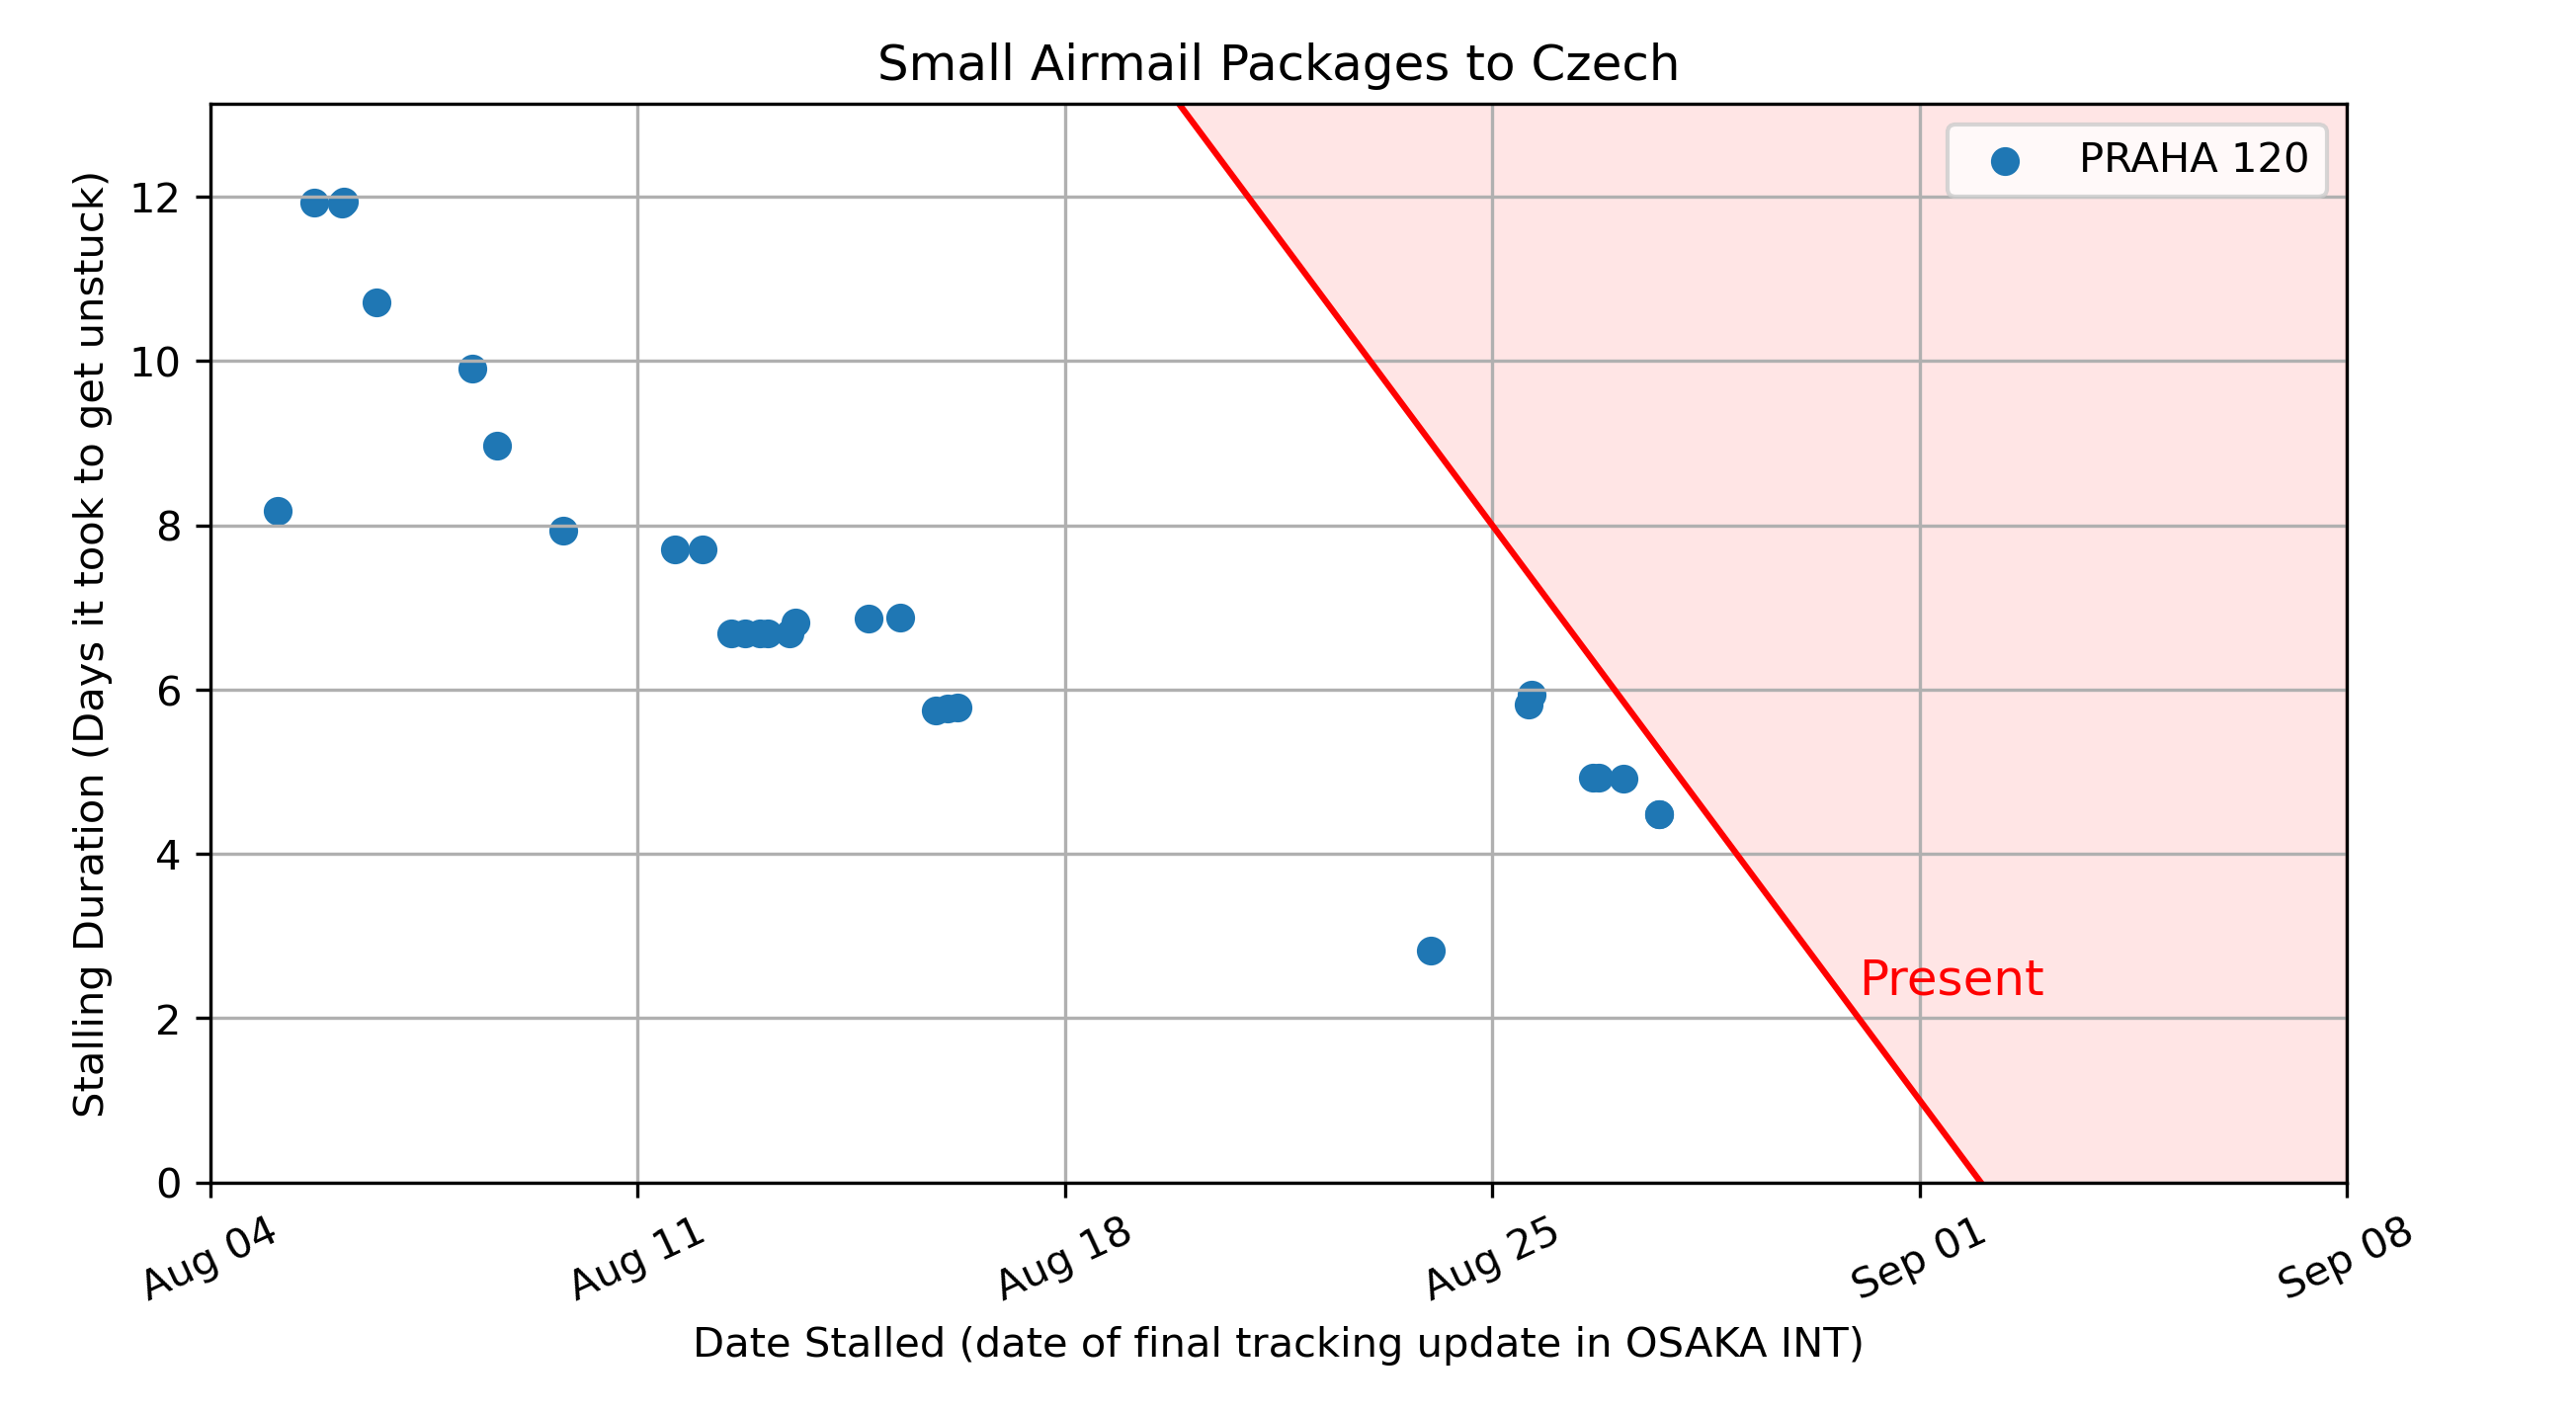 Small Airmail Packages to Czech
PRAHA 120
Stalling Duration (Days it took to get unstuck)
12
10
8
6
4
2
0
Present
Aug 04
Aug 11
Aug 18
Aug 25
Sep 01
Sep 08
Date Stalled (date of final tracking update in OSAKA INT)